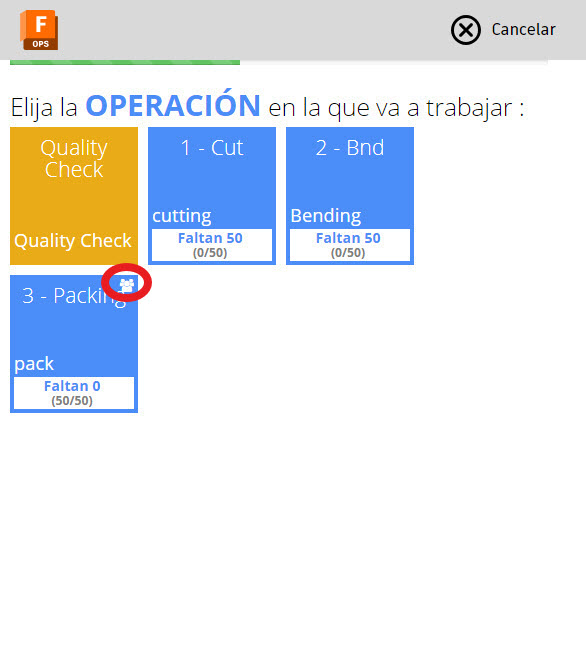 F
OPS
Cancelar
Elija la OPERACIÓN en la que va a trabajar :
Quality
Check
Quality Check
1 - Cut
cutting
Faltan 50
(0/50)
2 - Bnd
Bending
Faltan 50
(0/50)
3 - Packing
pack
Faltan 0
(50/50)